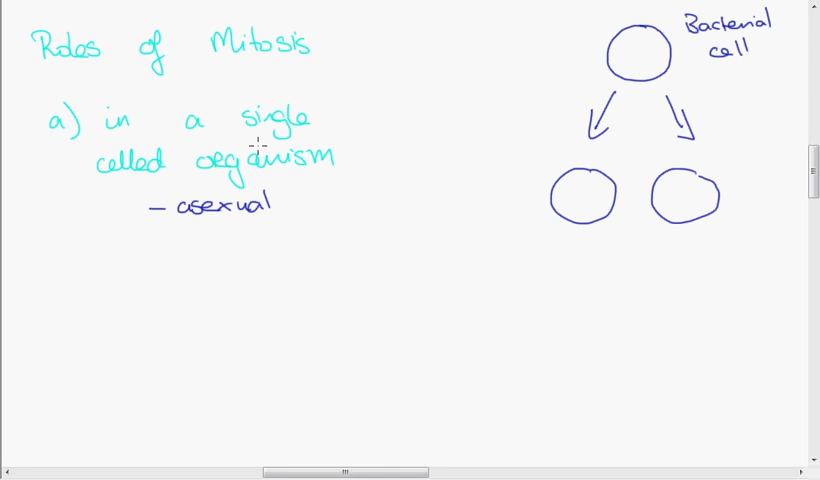 Roles of Mitosis
a) in a single
celled organism
- asexual
Bacterial
cell